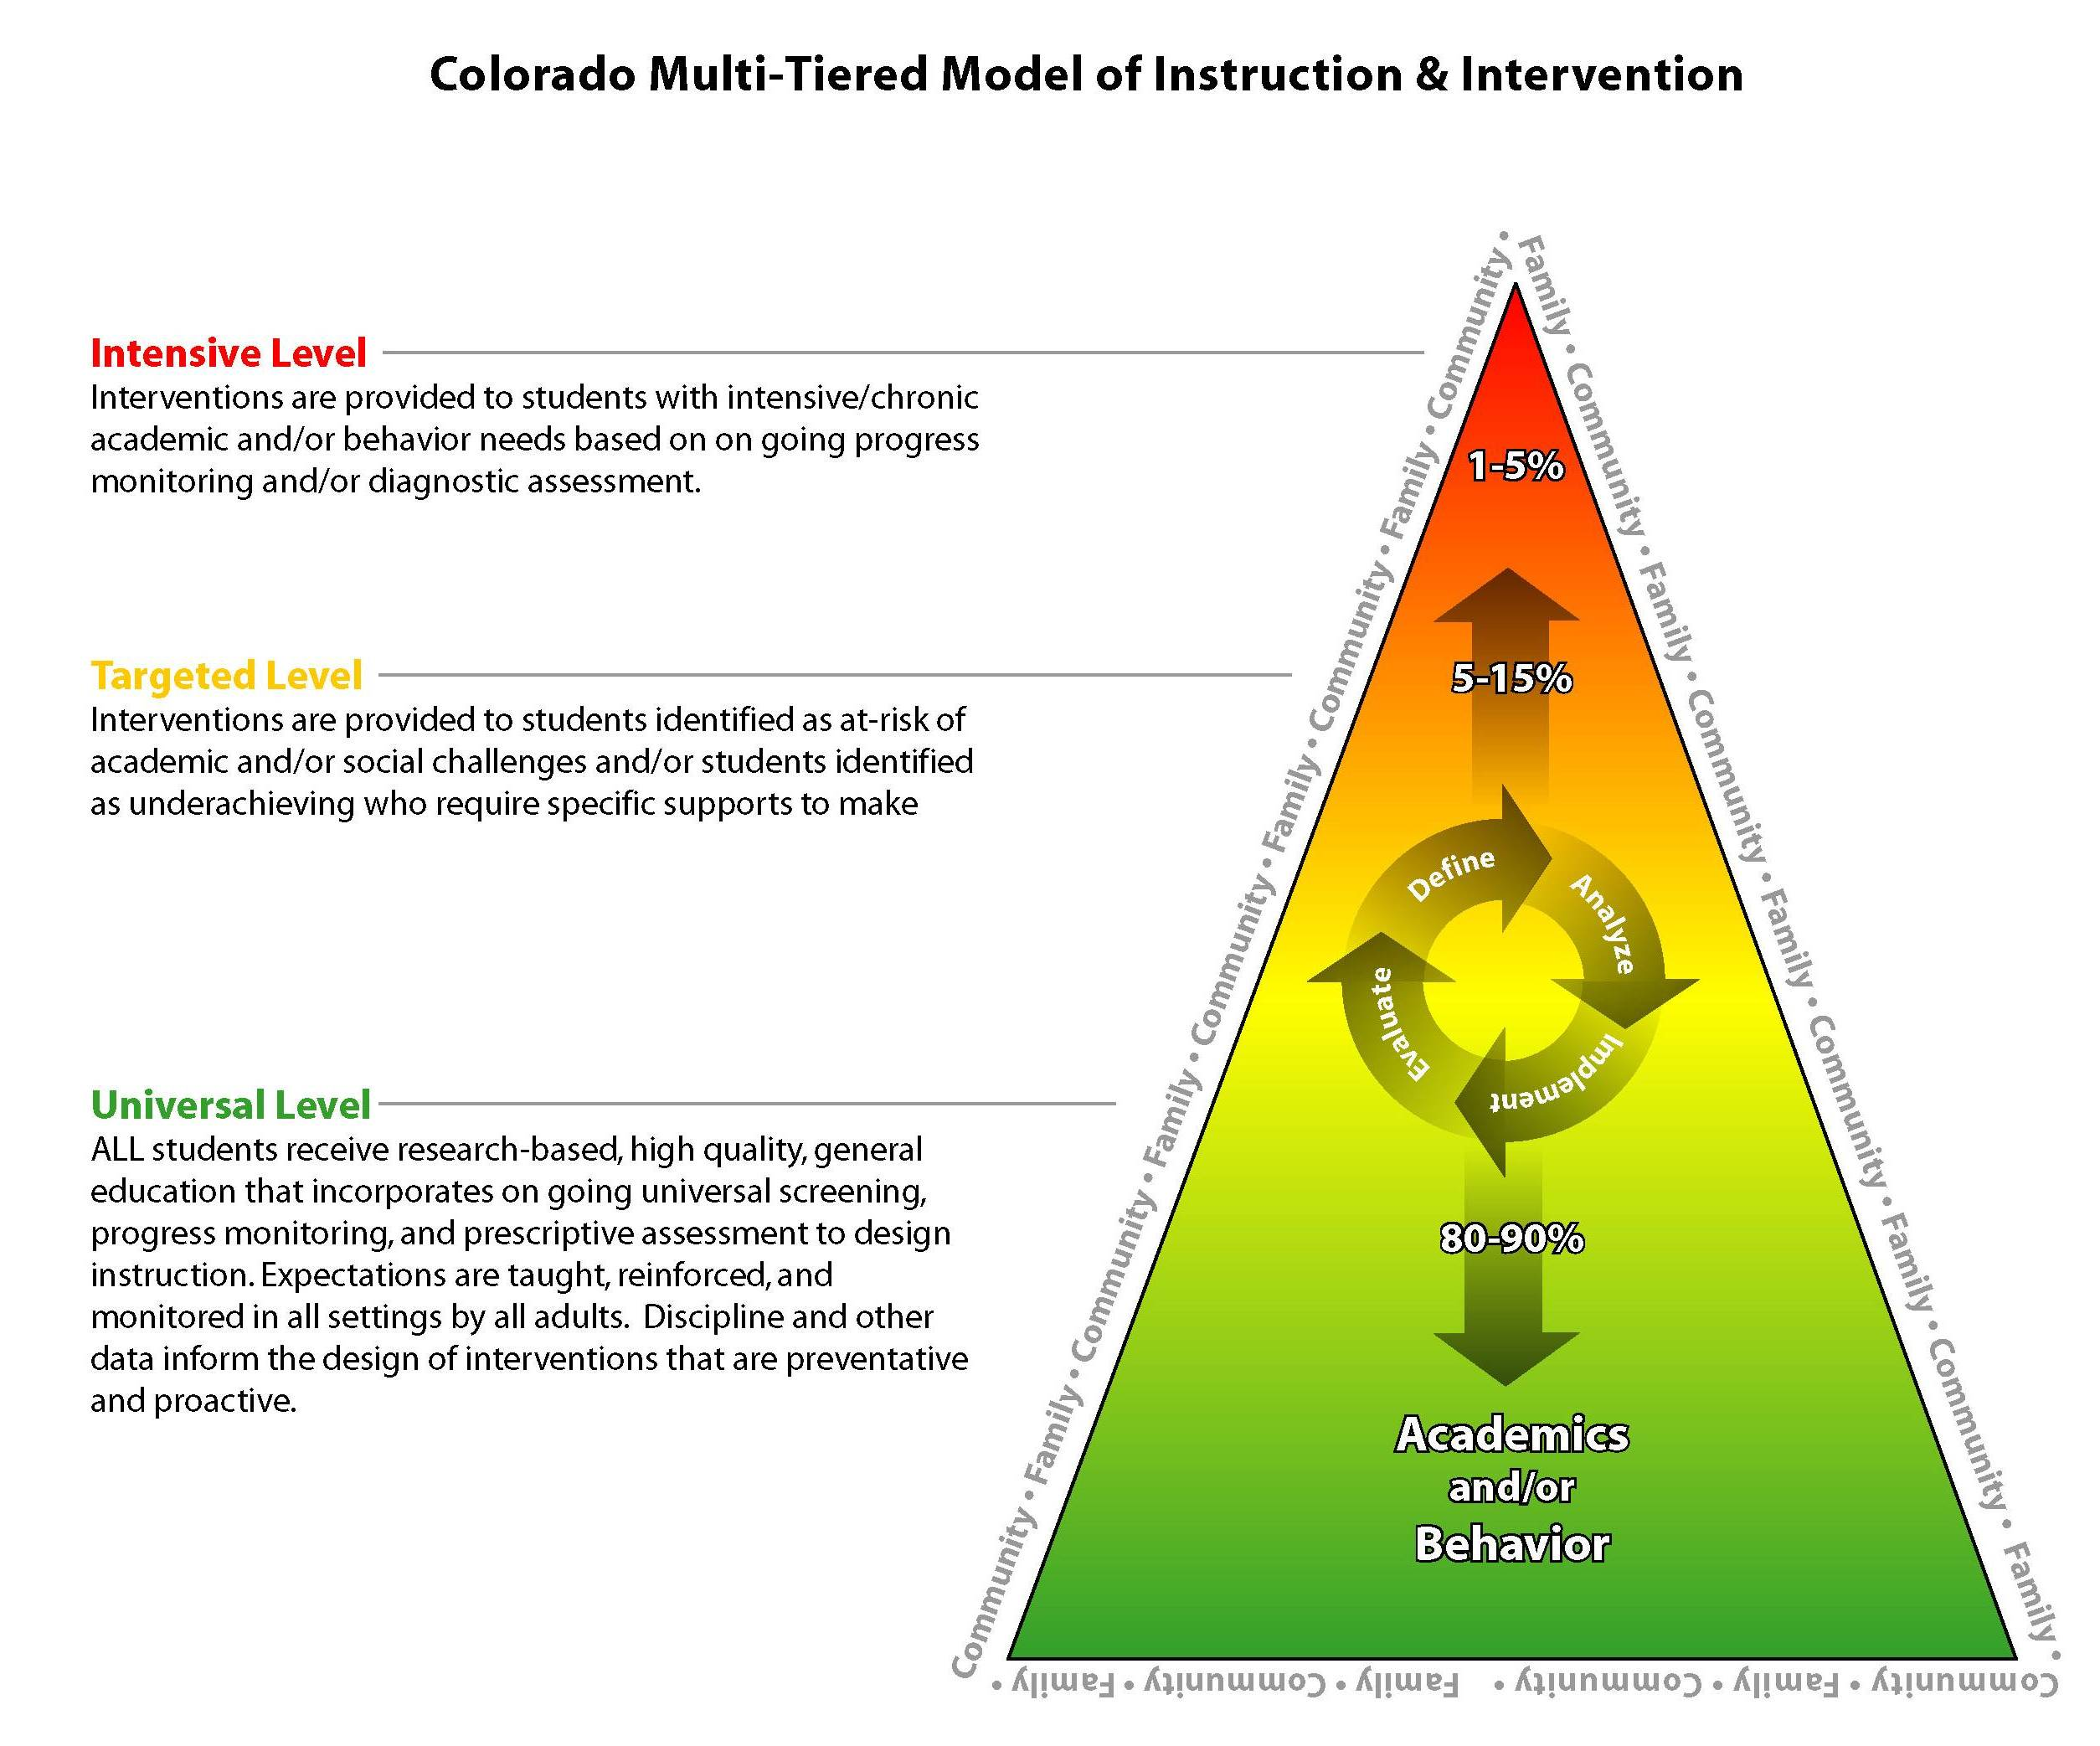 Colorado Multi-Tiered Model of Instruction & Intervention
Intensive Level
Interventions are provided to students with intensive/chronic
academic and/or behavior needs based on on going progress
monitoring and/or diagnostic assessment.
Targeted Level
Interventions are provided to students identified as at-risk of
academic and/or social challenges and/or students identified
as underachieving who require specific supports to make
Universal Level
ALL students receive research-based, high quality, general
education that incorporates on going universal screening,
progress monitoring, and prescriptive assessment to design
instruction. Expectations are taught, reinforced, and
monitored in all settings by all adults.  Discipline and other
data inform the design of interventions that are preventative
and proactive.
1-5%
5-15%
Define
Analyze
Implement
Evaluate
80-90%
Academics
and/or
Behavior
Community • Family • Community • Family • Community • Family • Community • Family • Community • Family • Community •
Family • Community • Family • Community • Family • Community • Family • Community • Family •
Community • Family • Community • Family • Community • Family •